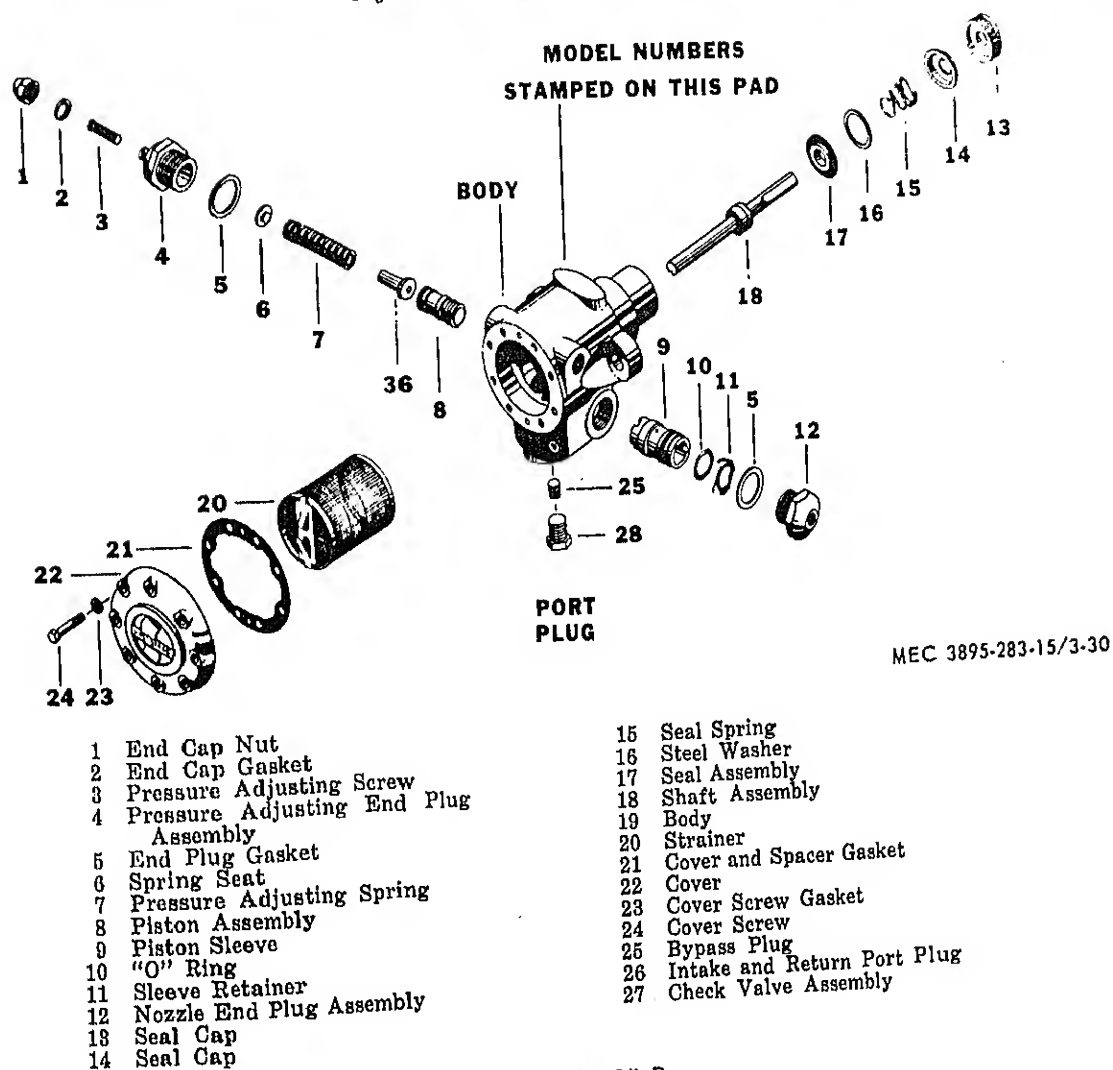 MODEL NUMBERS
STAMPED ON THIS PAD
BODY
1
2
3
4
5
6
7
36
8
13
14
15
16
17
18
9
10
11
5
12
20
21
22
24
23
25
28
PORT
PLUG
MEC 3895-283-15/3-30
1 End Cap Nut
2 End Cap Gasket
3 Pressure Adjusting Screw
4 Pressure Adjusting End Plug
Assembly
5 End Plug Gasket
6 Spring Seat
7 Pressure Adjusting Spring
8 Piston Assembly
9 Piston Sleeve
10 "O" Ring
11 Sleeve Retainer
12 Nozzle End Plug Assembly
13 Seal Cap
14 Seal Cap
15 Seal Spring
16 Steel Washer
17 Seal Assembly
18 Shaft Assembly
19 Body
20 Strainer
21 Cover and Spacer Gasket
22 Cover
23 Cover Screw Gasket
24 Cover Screw
25 Bypass Plug
26 Intake and Return Port Plug
27 Check Valve Assembly